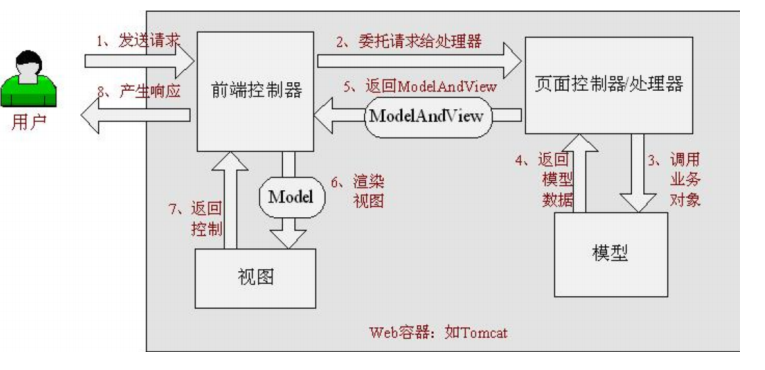 1、发送请求
2、委托请求给处理器
8、产生响应
前端控制器
5、返回ModelAndView
页面控制器/处理器
用户
ModelAndView
4、返回
模型
数据
3、调用
业务
对象
6、渲染
视图
Model
7、返回
控制
视图
模型
Web容器：如Tomcat